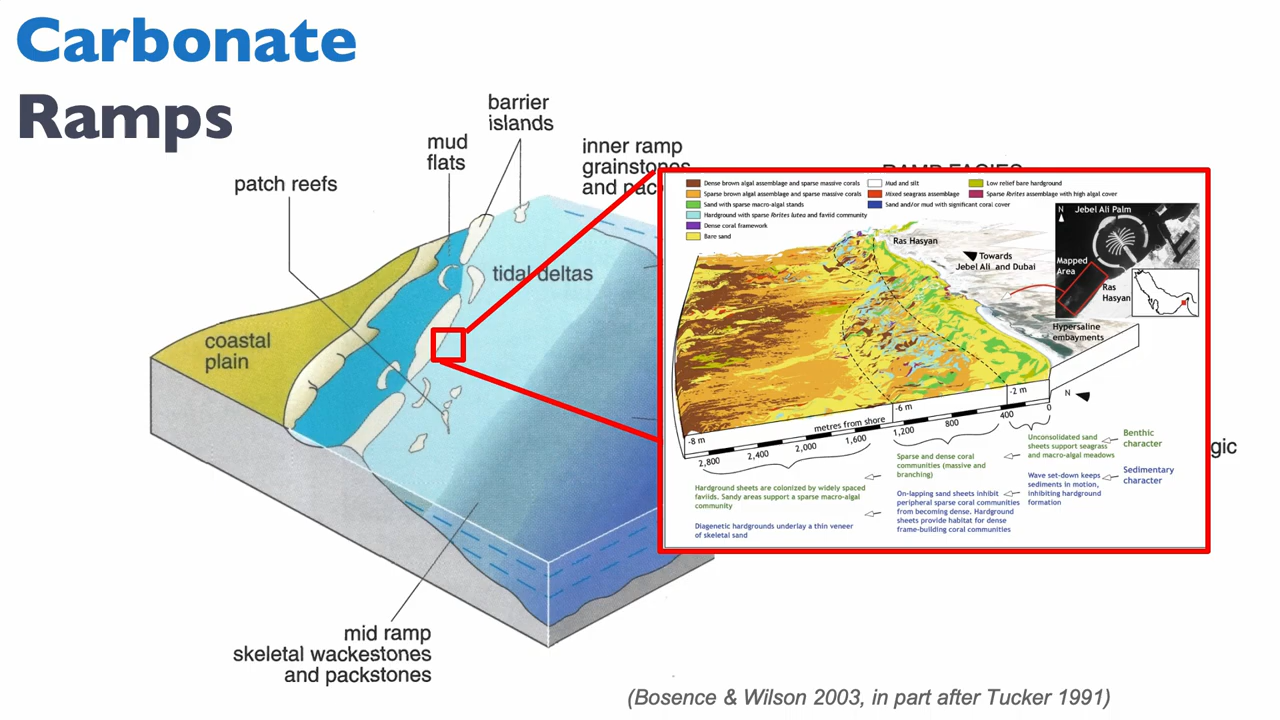 Carbonate
Ramps
barrier
islands
mud
flats
inner ramp
grainstones
and pac
patch reefs
tidal deltas
coastal
plain
mid ramp
skeletal wackestones
and packstones
RAMP FACIES
gic
Dense brown algal assemblage and sparse massive corals
Sparse brown algal assemblage and sparse massive corals
Sand with sparse macro-algal stands
Hardground with sparse Porites lutea and faviid community
Dense coral framework
Bare sand
Mud and silt
Mixed seagrass assemblage
Sand and/or mud with significant coral cover
Low relief bare hardground
Sparse Porites assemblage with high algal cover
Ras Hasyan
Towards
Jebel Ali and Dubai
N
Jebel Ali Palm
Mapped
Area
Ras
Hasyan
Hypersaline
embayments
N
-8 m
-6 m
-2 m
metres from shore
2,800
2,400
2,000
1,600
1,200
800
400
0
Hardground sheets are colonized by widely spaced
faviids. Sandy areas support a sparse macro-algal
community
Diagenetic hardgrounds underlay a thin veneer
of skeletal sand
Sparse and dense coral
communities (massive and
branching)
On-lapping sand sheets inhibit
peripheral sparse coral communities
from becoming dense. Hardground
sheets provide habitat for dense
frame-building coral communities
Unconsolidated sand
sheets support seagrass
and macro-algal meadows
Wave set-down keeps
sediments in motion,
inhibiting hardground
formation
Benthic
character
Sedimentary
character
(Bosence & Wilson 2003, in part after Tucker 1991)